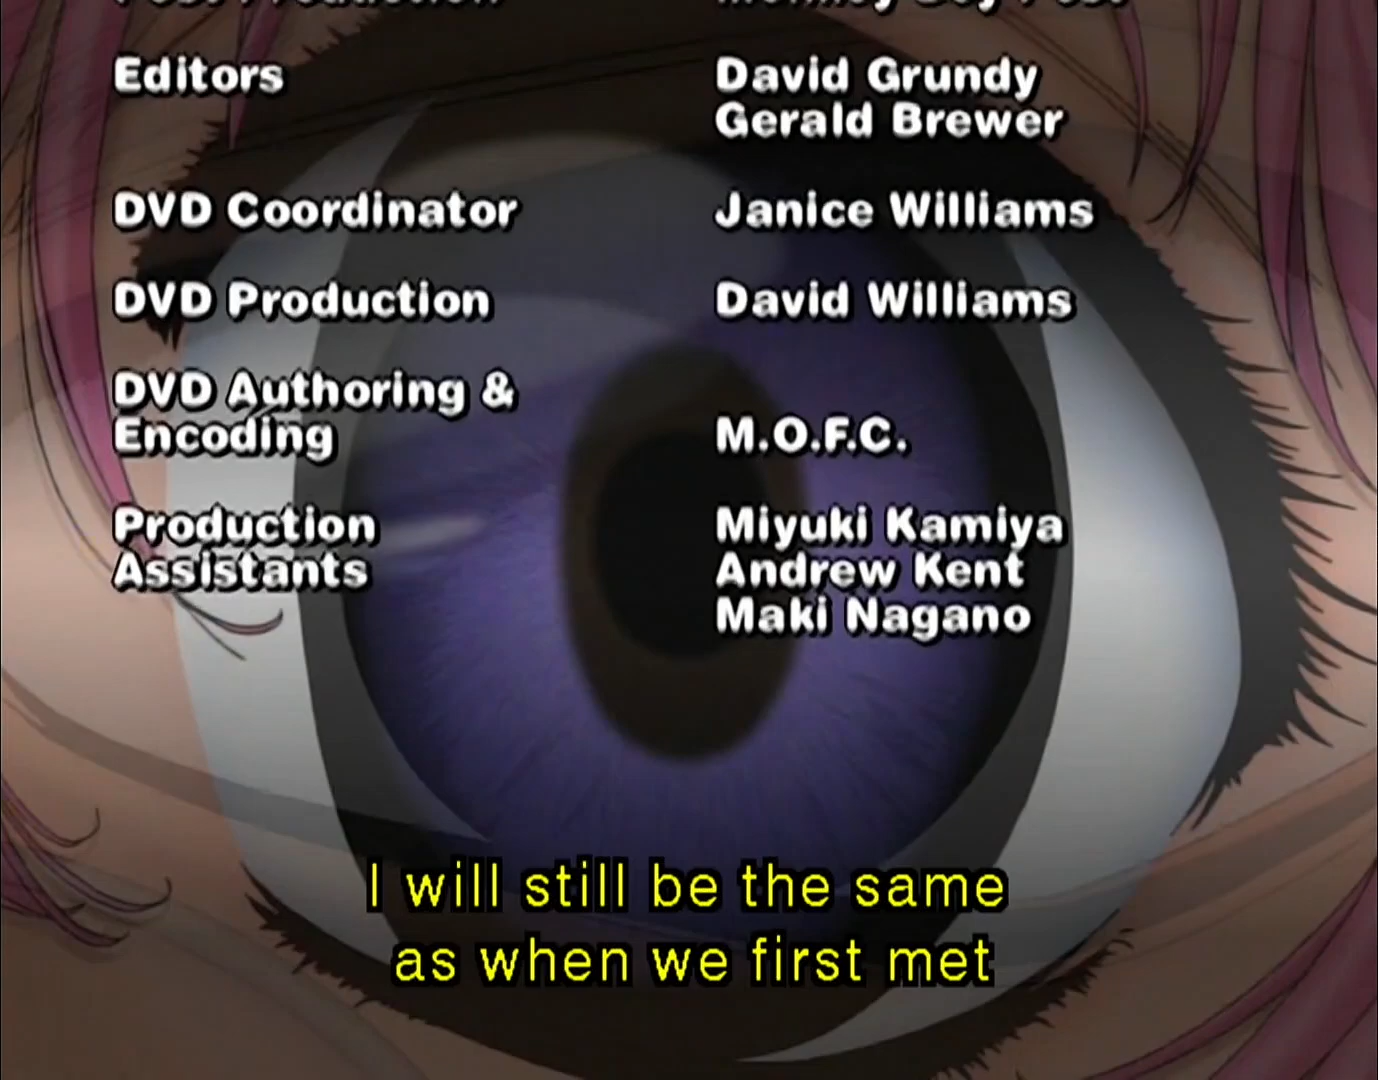 Editors David Grundy
Gerald Brewer
DVD Coordinator Janice Williams
DVD Production David Williams
DVD Authoring &
Encoding M.O.F.C.
Production Miyuki Kamiya
Assistants Andrew Kent
Maki Nagano
I will still be the same
as when we first met